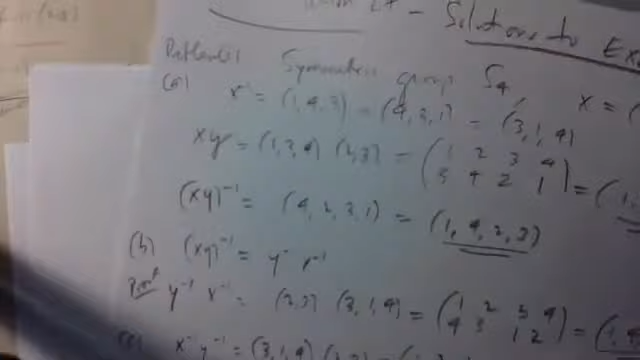 Solutions to Ex
Symmetric group S4, x = (
(a) x⁻¹ = (1,4,3) = (4,3,1) = (3,1,4)
xy = (1,3,4) (2,3) = ( 1 2 3 4
3 4 2 1 ) = (1,
(xy)⁻¹ = (4,2,3,1) = (1,4,2,3)
(b) (xy)⁻¹ = y⁻ x⁻¹
Proof y⁻¹ x⁻¹ = (2,3) (3,1,4) = ( 1 2 3 4
4 3 1 2 ) = (1,4
x⁻¹ y⁻¹ = (3,1,4)